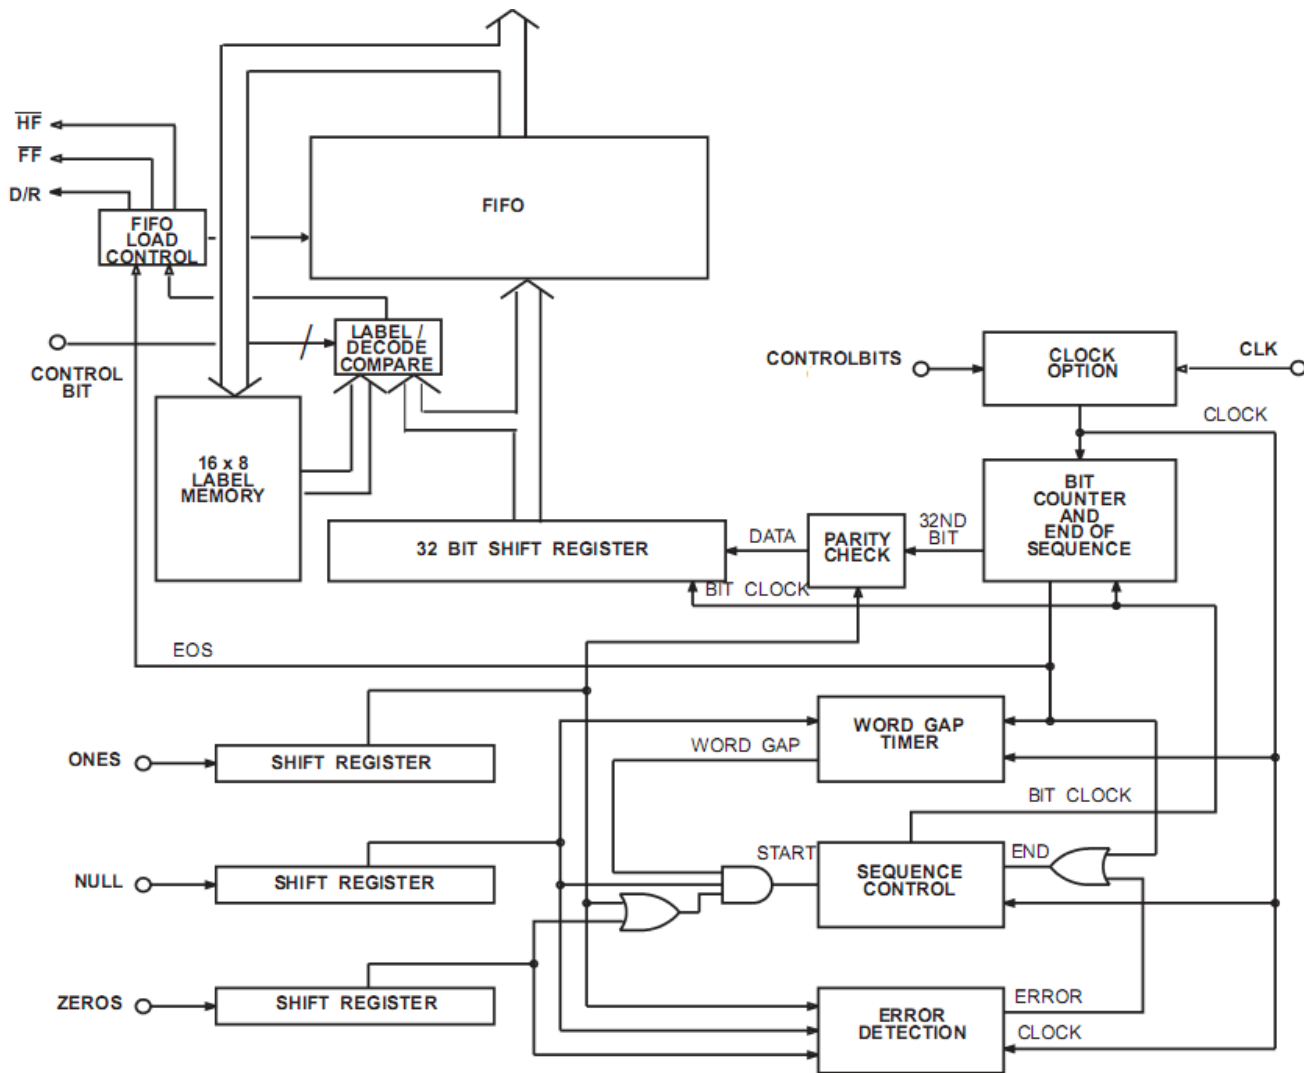 HF
FF
D/R
FIFO
LOAD
CONTROL
FIFO
LABEL /
DECODE
COMPARE
CONTROL
BIT
CONTROLBITS
CLOCK
OPTION
CLK
CLOCK
16 x 8
LABEL
MEMORY
BIT
COUNTER
AND
END OF
SEQUENCE
32 BIT SHIFT REGISTER
DATA
PARITY
CHECK
32ND
BIT
BIT CLOCK
EOS
ONES
SHIFT REGISTER
WORD GAP
WORD GAP
TIMER
BIT CLOCK
NULL
SHIFT REGISTER
START
SEQUENCE
CONTROL
END
ZEROS
SHIFT REGISTER
ERROR
DETECTION
ERROR
CLOCK